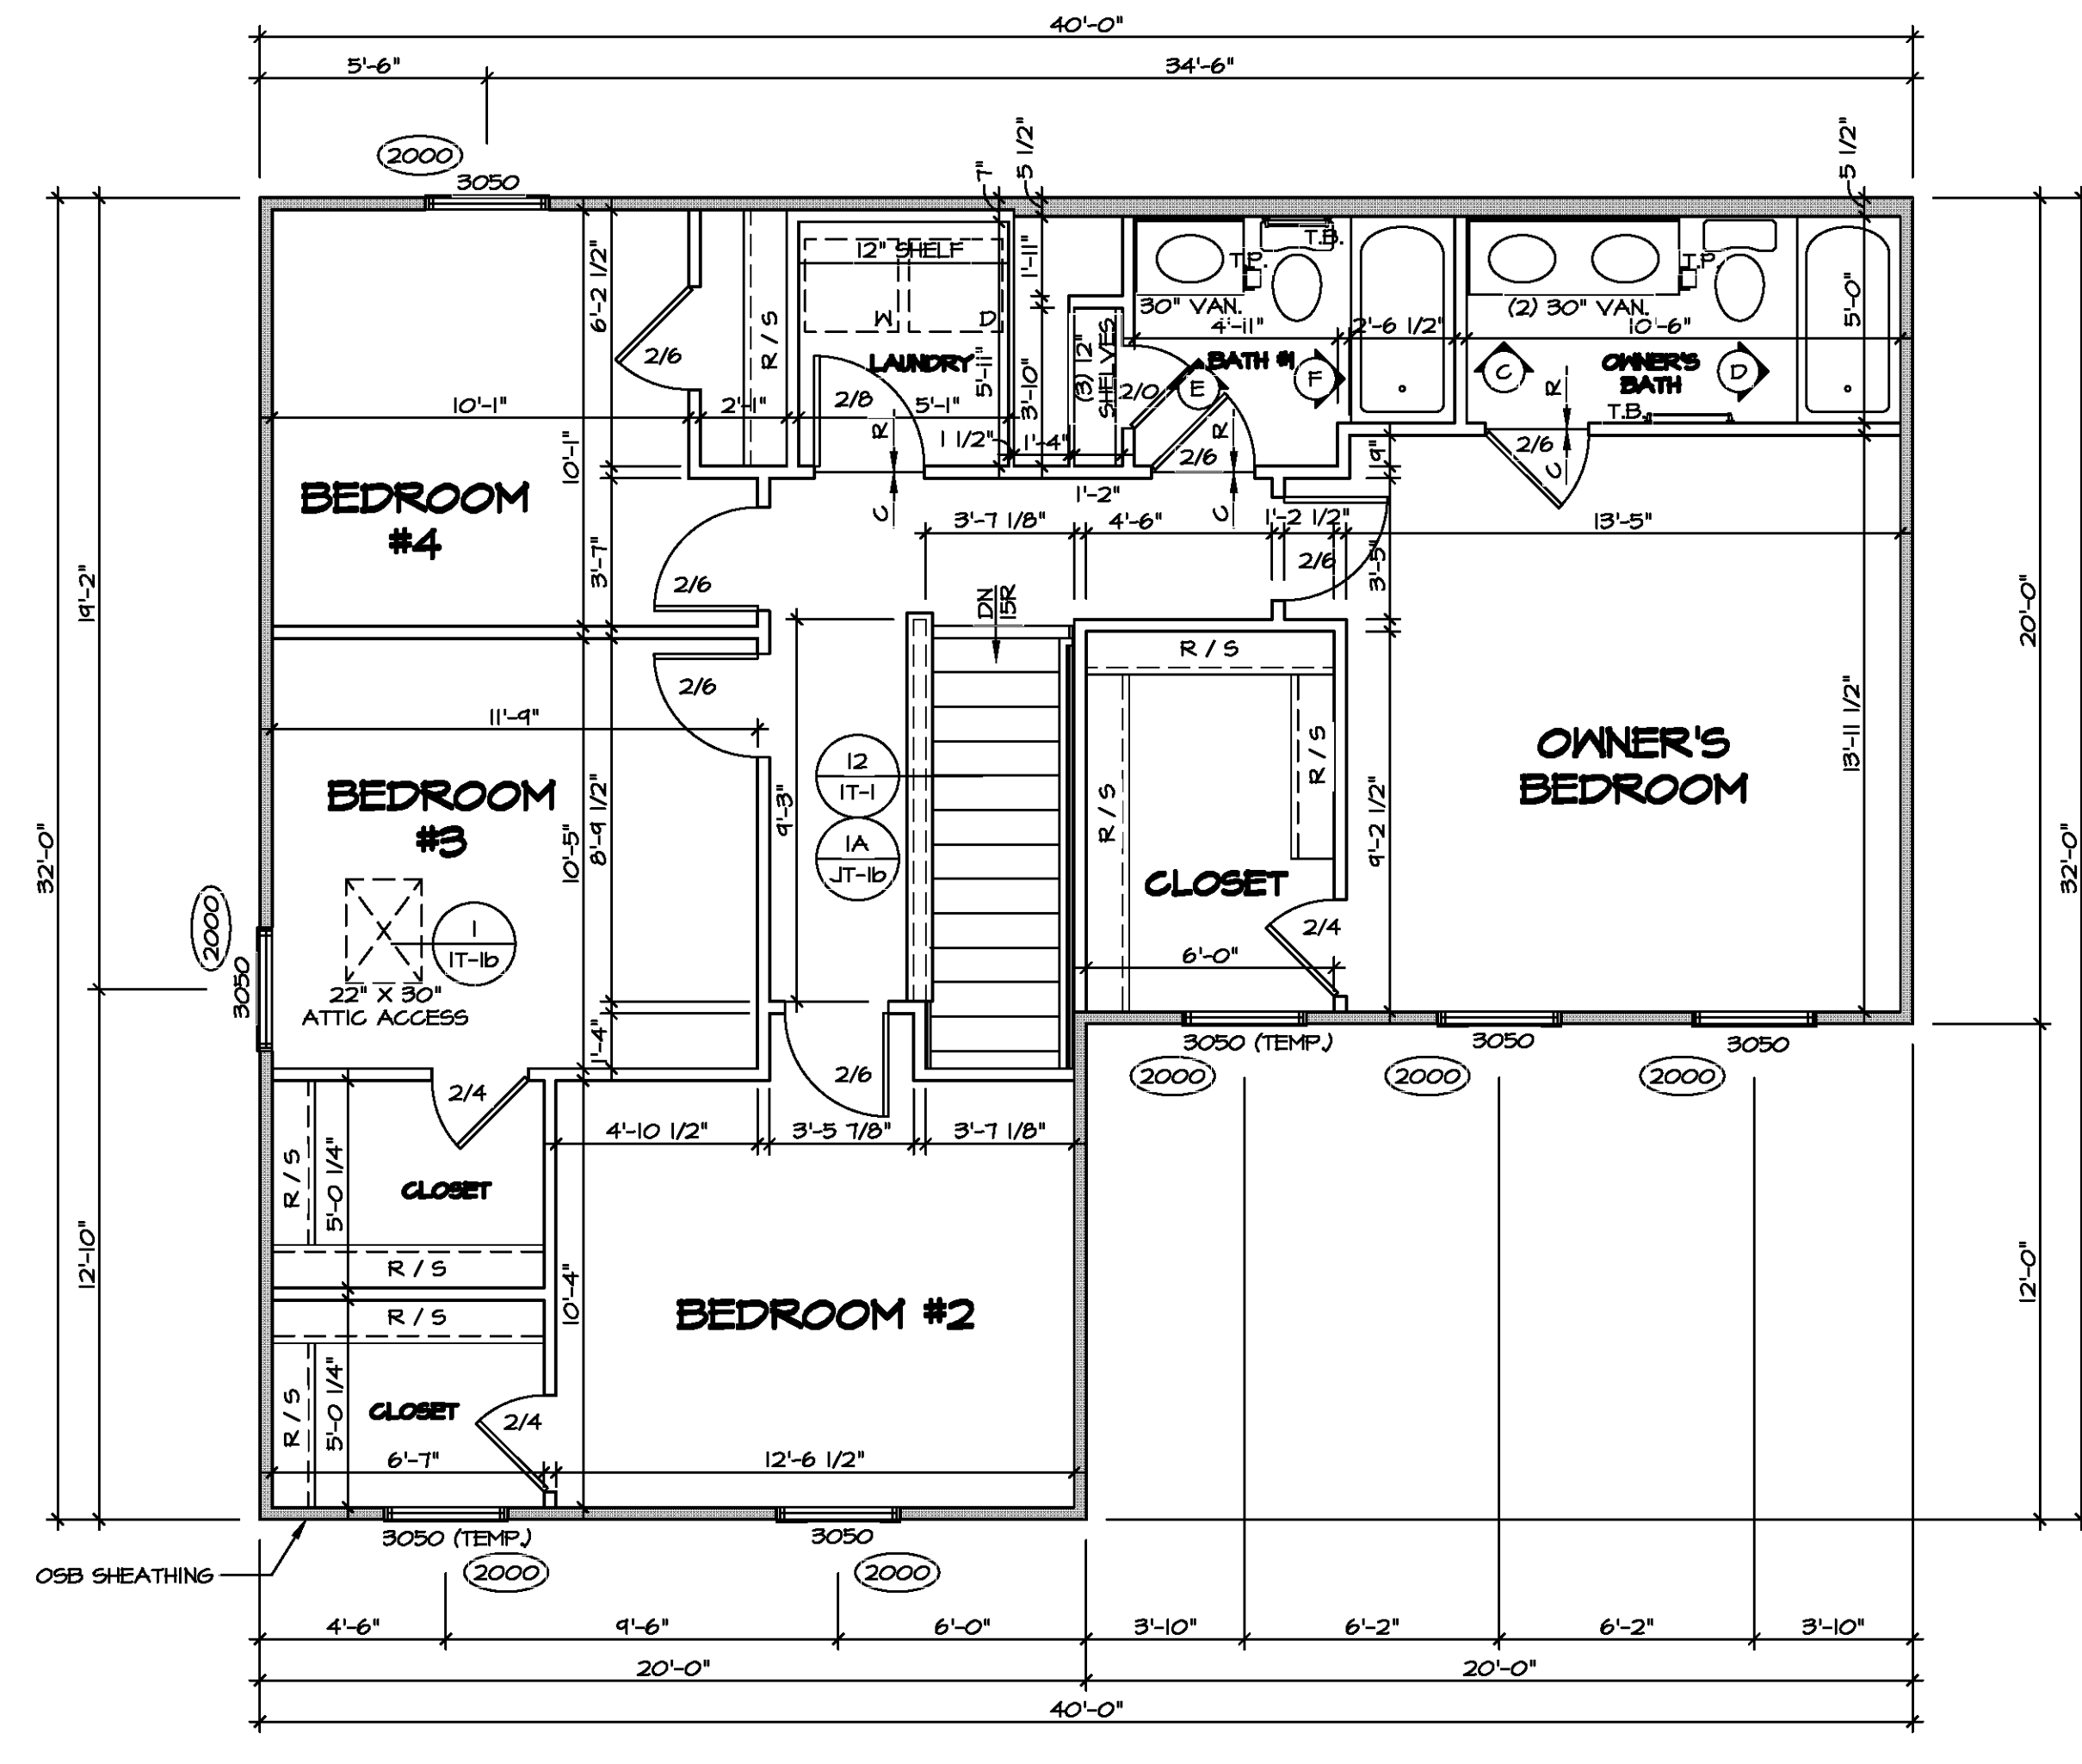 40'-0"
5'-6"
34'-6"
5 1/2"
5 1/2"
7"
2000
3050
12" SHELF
T.B.
T.P.
T.P.
1'-11"
6'-2 1/2"
5'-0"
30" VAN.
(2) 30" VAN.
W
D
R / S
4'-11"
2'-6 1/2"
10'-6"
2/6
LAUNDRY
5'-11"
3'-10"
(3) 12"
SHELVES
BATH #1
OWNER'S
BATH
E
F
C
D
2/0
R
10'-1"
2'-1"
2/8
5'-1"
T.B.
R
R
1 1/2"
1'-4"
2/6
9"
2/6
C
10'-1"
BEDROOM
#4
1'-2"
C
C
3'-7 1/8"
4'-6"
1'-2 1/2"
13'-5"
3'-7"
2/6
2/6
3'-5"
19'-2"
DN
15R
20'-0"
R / S
2/6
11'-9"
13'-11 1/2"
R / S
OWNER'S
BEDROOM
12
1T-1
BEDROOM
#3
9'-3"
8'-9 1/2"
10'-5"
R / S
9'-2 1/2"
1A
JT-1b
32'-0"
32'-0"
CLOSET
2000
3050
1
1T-1b
2/4
6'-0"
22" X 30"
ATTIC ACCESS
1'-4"
3050 (TEMP.)
3050
3050
2000
2000
2000
2/6
2/4
4'-10 1/2"
3'-5 7/8"
3'-7 1/8"
R / S
5'-0 1/4"
CLOSET
12'-10"
12'-0"
R / S
10'-4"
BEDROOM #2
R / S
R / S
5'-0 1/4"
CLOSET
2/4
6'-7"
12'-6 1/2"
3050 (TEMP.)
3050
OSB SHEATHING
2000
2000
4'-6"
9'-6"
6'-0"
3'-10"
6'-2"
6'-2"
3'-10"
20'-0"
20'-0"
40'-0"